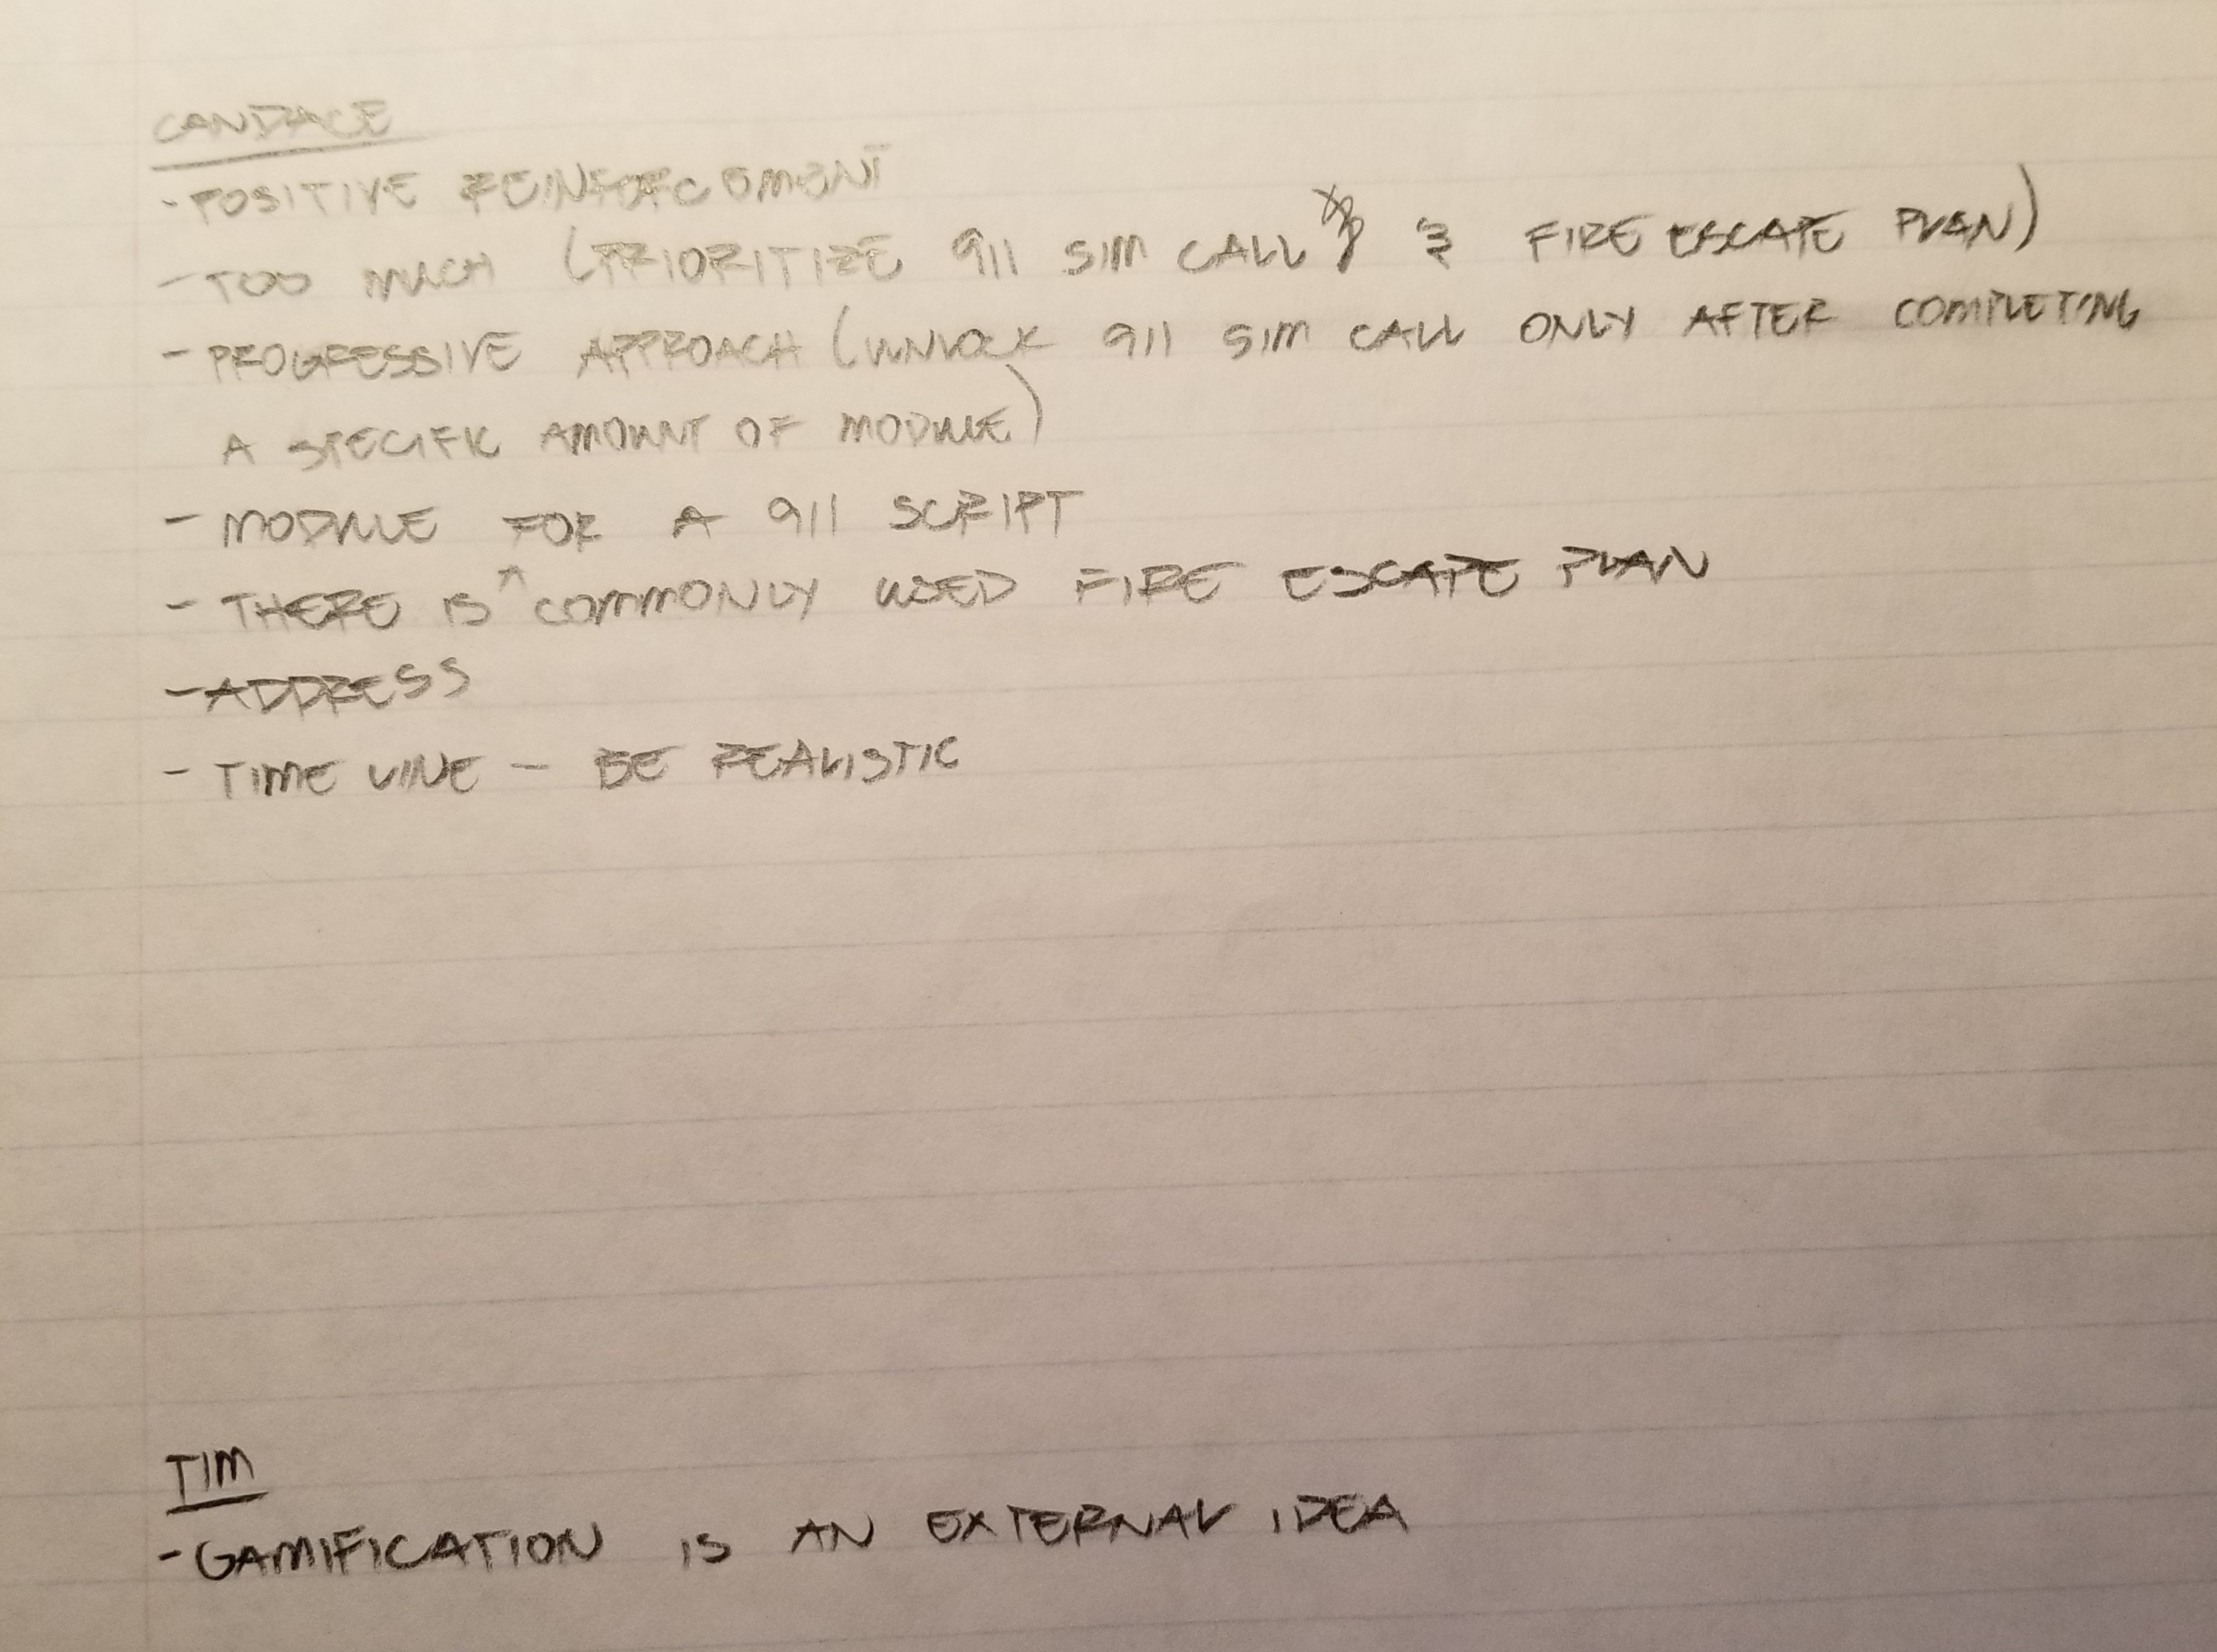 CANDACE
-POSITIVE REINFORCEMENT
-TOO MUCH (PRIORITIZE 911 SIM CALL & FIRE ESCAPE PLAN)
- PROGRESSIVE APPROACH (UNLOCK 911 SIM CALL ONLY AFTER COMPLETING
A SPECIFIC AMOUNT OF MODULE)
- MODULE FOR A 911 SCRIPT
- THERE IS ^ COMMONLY USED FIRE ESCAPE PLAN
-ADDRESS
- TIME LINE - BE REALISTIC
TIM
-GAMIFICATION IS AN EXTERNAL IDEA